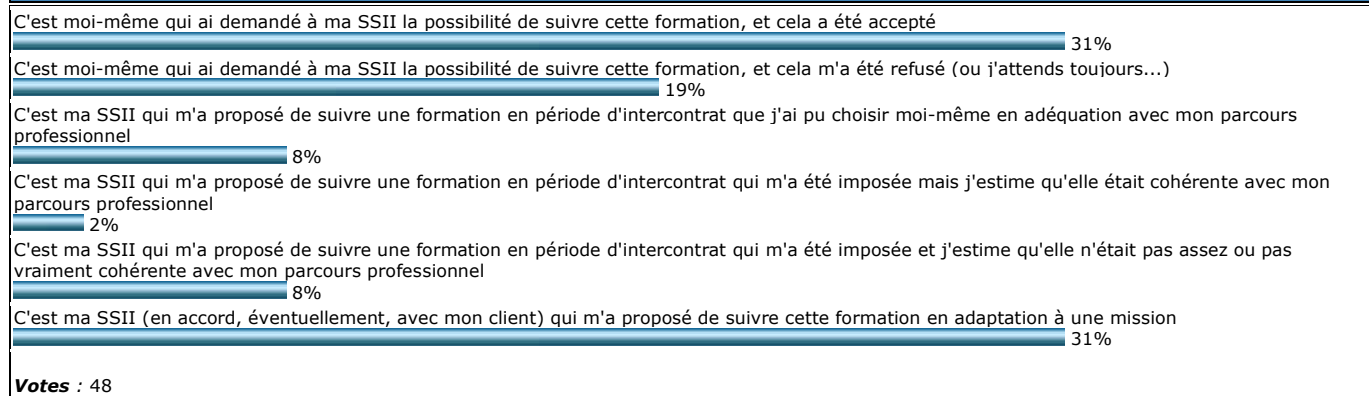 C'est moi-même qui ai demandé à ma SSII la possibilité de suivre cette formation, et cela a été accepté
31%
C'est moi-même qui ai demandé à ma SSII la possibilité de suivre cette formation, et cela m'a été refusé (ou j'attends toujours...)
19%
C'est ma SSII qui m'a proposé de suivre une formation en période d'intercontrat que j'ai pu choisir moi-même en adéquation avec mon parcours
professionnel
8%
C'est ma SSII qui m'a proposé de suivre une formation en période d'intercontrat qui m'a été imposée mais j'estime qu'elle était cohérente avec mon
parcours professionnel
2%
C'est ma SSII qui m'a proposé de suivre une formation en période d'intercontrat qui m'a été imposée et j'estime qu'elle n'était pas assez ou pas
vraiment cohérente avec mon parcours professionnel
8%
C'est ma SSII (en accord, éventuellement, avec mon client) qui m'a proposé de suivre cette formation en adaptation à une mission
31%
Votes : 48